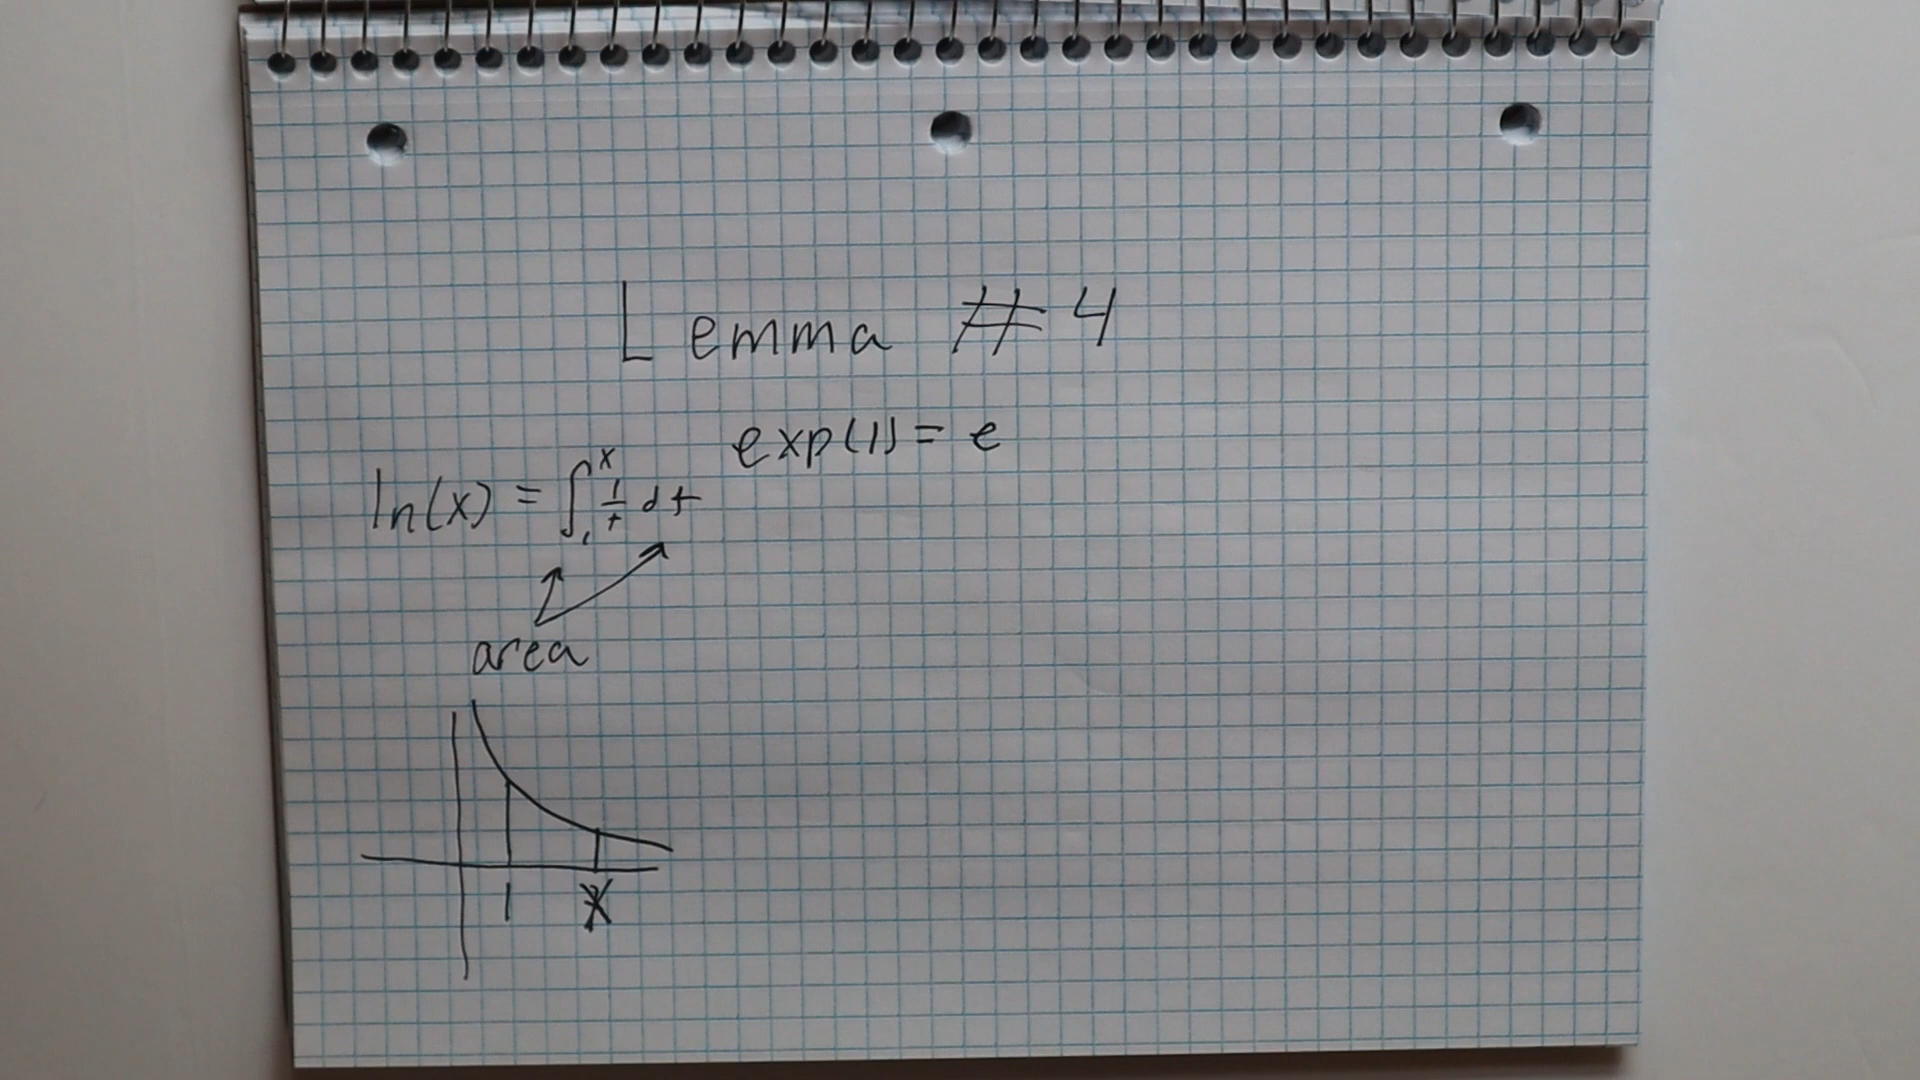 Lemma # 4
exp(1) = e
ln(x) = ∫₁ˣ 1/t dt
area
1 x